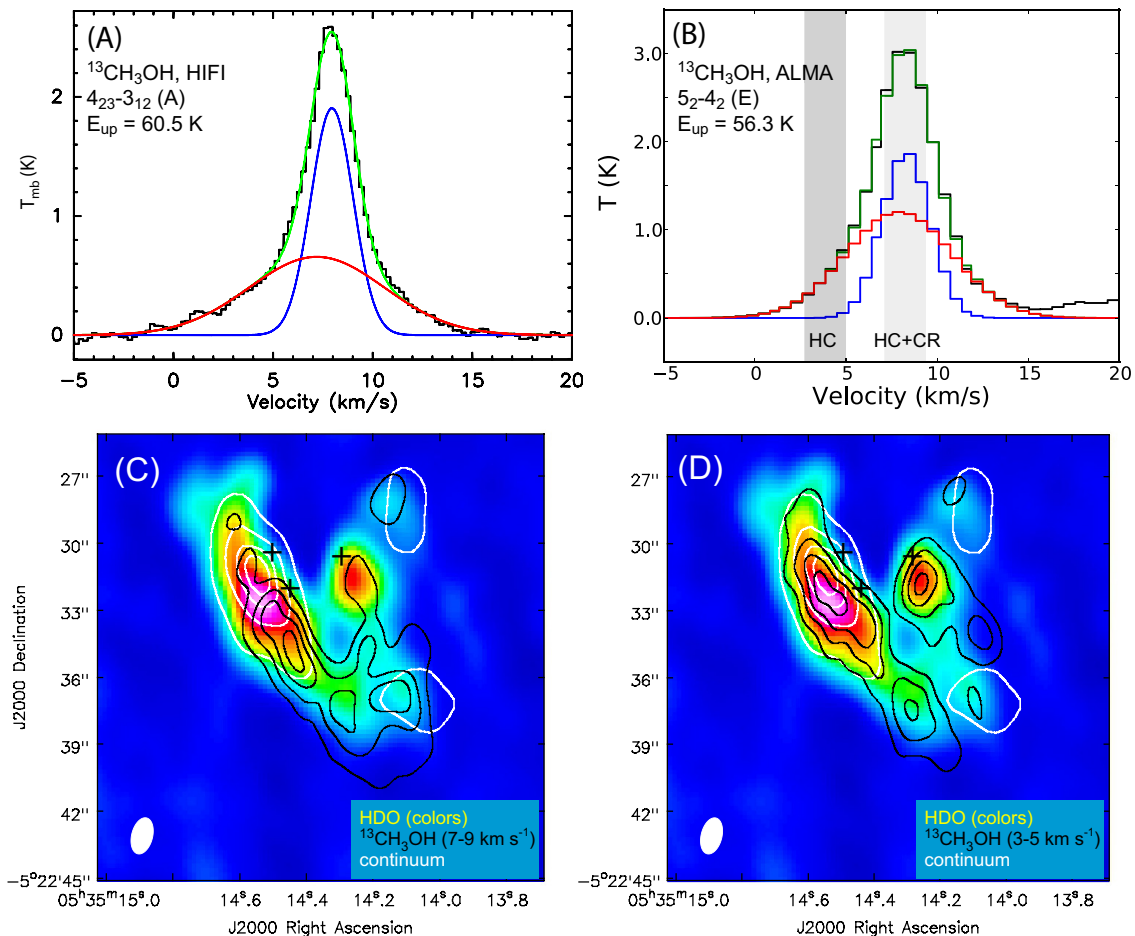 (A)
¹³CH₃OH, HIFI
4₂₃-3₁₂ (A)
E_up = 60.5 K
T_mb (K)
2
1
0
-5 0 5 10 15 20
Velocity (km/s)
(B)
¹³CH₃OH, ALMA
5₂-4₂ (E)
E_up = 56.3 K
T (K)
3.0
2.0
1.0
0.0
HC HC+CR
-5 0 5 10 15 20
Velocity (km/s)
(C)
J2000 Declination
27"
30"
33"
36"
39"
42"
-5°22'45"
HDO (colors)
¹³CH₃OH (7-9 km s⁻¹)
continuum
05ʰ35ᵐ15ˢ.0 14ˢ.6 14ˢ.4 14ˢ.2 14ˢ.0 13ˢ.8
J2000 Right Ascension
(D)
27"
30"
33"
36"
39"
42"
-5°22'45"
HDO (colors)
¹³CH₃OH (3-5 km s⁻¹)
continuum
05ʰ35ᵐ15ˢ.0 14ˢ.6 14ˢ.4 14ˢ.2 14ˢ.0 13ˢ.8
J2000 Right Ascension